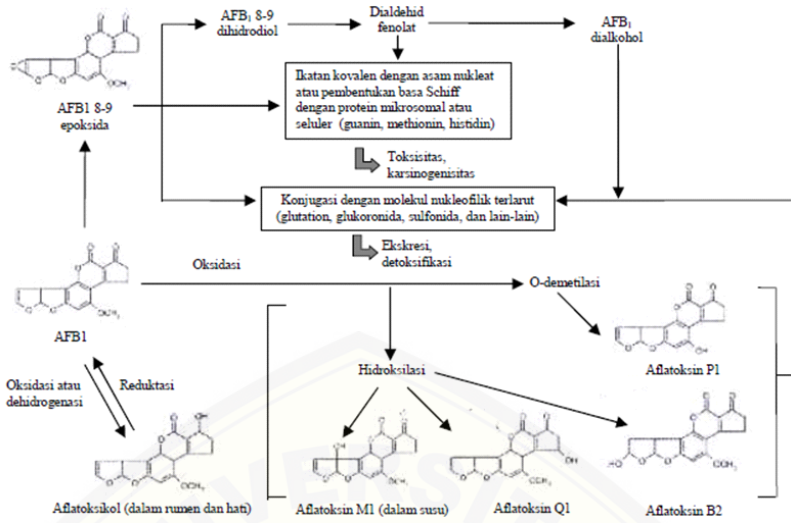 AFB₁ 8-9
dihidrodiol
Dialdehid
fenolat
AFB₁
dialkohol
AFB1 8-9
epoksida
Ikatan kovalen dengan asam nukleat
atau pembentukan basa Schiff
dengan protein mikrosomal atau
seluler (guanin, methionin, histidin)
Toksisitas,
karsinogenisitas
Konjugasi dengan molekul nukleofilik terlarut
(glutation, glukoronida, sulfonida, dan lain-lain)
Ekskresi,
detoksifikasi
Oksidasi
O-demetilasi
AFB1
Aflatoksin P1
Hidroksilasi
Oksidasi atau
dehidrogenasi
Reduktasi
Aflatoksikol (dalam rumen dan hati)
Aflatoksin M1 (dalam susu)
Aflatoksin Q1
Aflatoksin B2